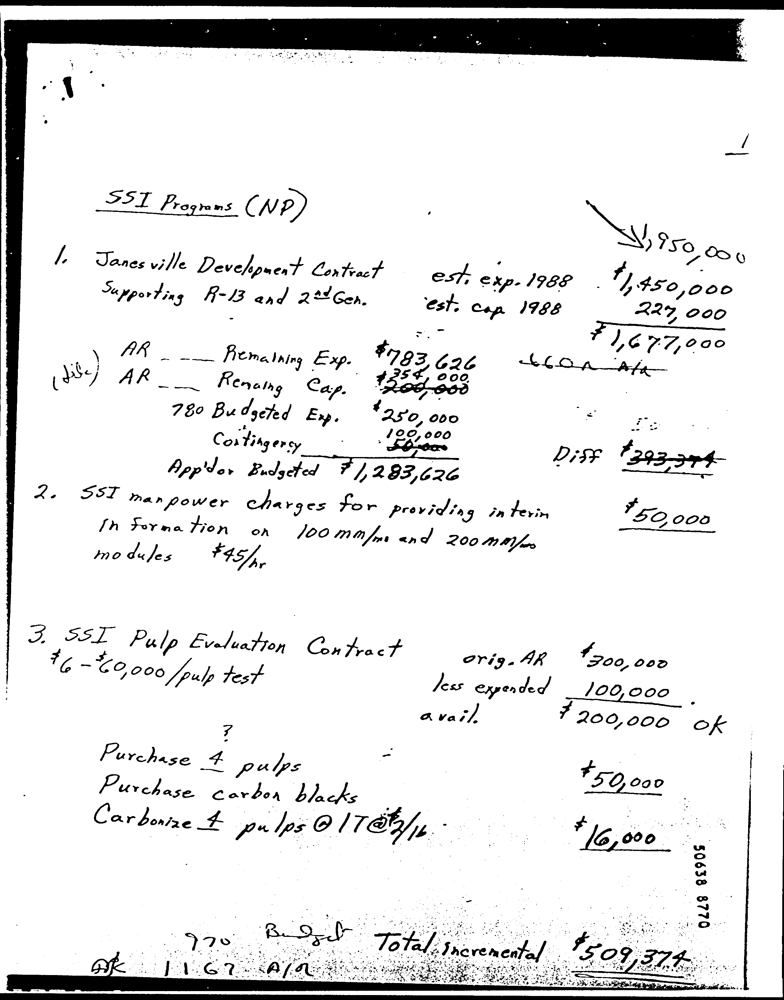 1
SSI Programs (NP)
1,950,000
1. Janesville Development Contract est. exp. 1988 $1,450,000
Supporting R-13 and 2nd Gen. est. cap 1988 227,000
$1,677,000
AR _ __ Remaining Exp. $783,626
354,000
AR ___ Remaing Cap. $200,000
780 Budgeted Exp. $250,000
100,000
Contingency 50,000
App'd or Budgeted $1,283,626 Diff $393,374
2. SSI manpower charges for providing interim $50,000
information on 100 mm/mo and 200 mm/mo
modules $45/hr
3. SSI Pulp Evaluation Contract orig. AR $300,000
$6-$60,000/pulp test less expended 100,000
avail. $200,000 OK
?
Purchase 4 pulps $50,000
Purchase carbon blacks
Carbonize 4 pulps @ 1T @ $2/lb $16,000
50638 8770
970 Budget Total incremental $509,374
1167 A/R